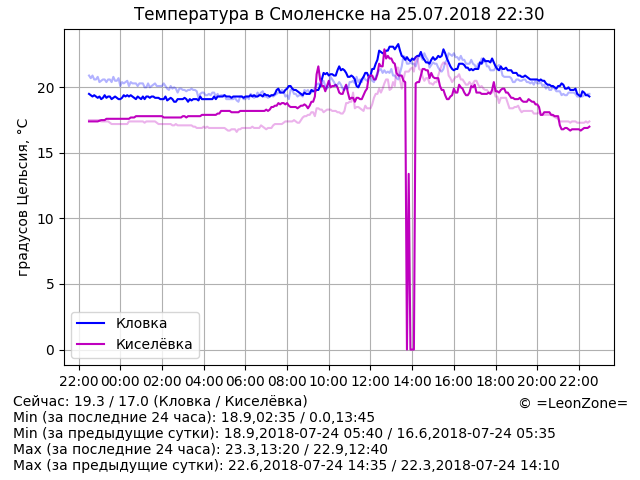 Температура в Смоленске на 25.07.2018 22:30
градусов Цельсия, °C
20
15
10
5
0
Кловка
Киселёвка
22:00 00:00 02:00 04:00 06:00 08:00 10:00 12:00 14:00 16:00 18:00 20:00 22:00
Сейчас: 19.3 / 17.0 (Кловка / Киселёвка)
© =LeonZone=
Min (за последние 24 часа): 18.9,02:35 / 0.0,13:45
Min (за предыдущие сутки): 18.9,2018-07-24 05:40 / 16.6,2018-07-24 05:35
Max (за последние 24 часа): 23.3,13:20 / 22.9,12:40
Max (за предыдущие сутки): 22.6,2018-07-24 14:35 / 22.3,2018-07-24 14:10